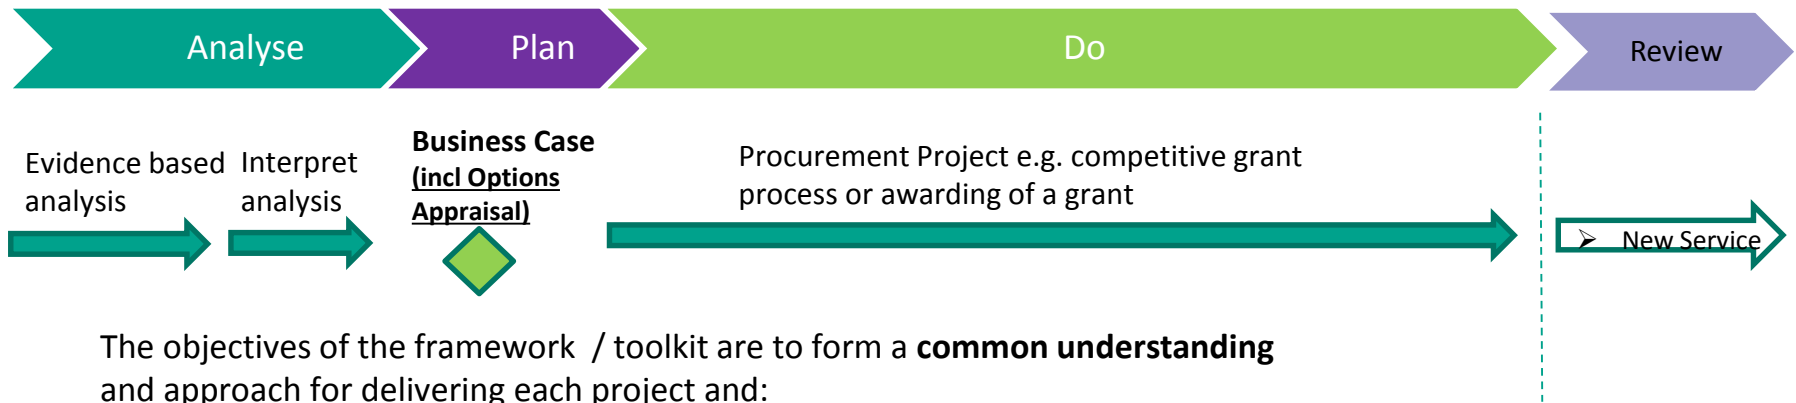 Analyse
Plan
Do
Review
Evidence based
analysis
Interpret
analysis
Business Case
(incl Options
Appraisal)
Procurement Project e.g. competitive grant
process or awarding of a grant
➢ New Service
The objectives of the framework / toolkit are to form a common understanding
and approach for delivering each project and: